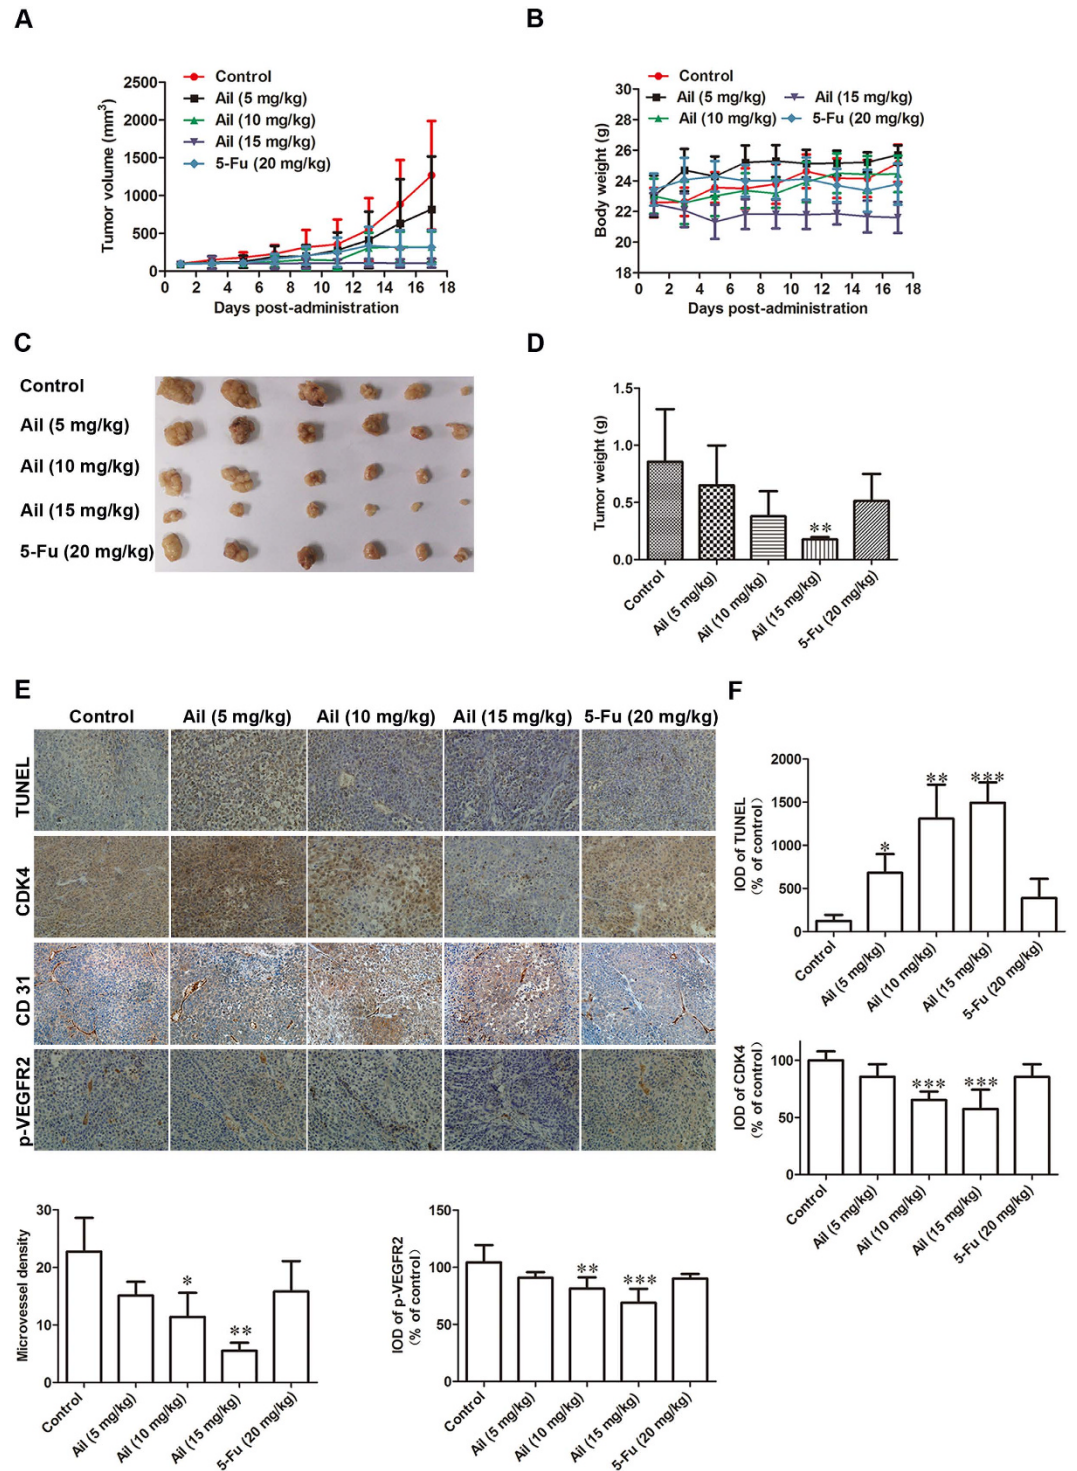 A
Control
Ail (5 mg/kg)
Ail (10 mg/kg)
Ail (15 mg/kg)
5-Fu (20 mg/kg)
Tumor volume (mm³)
2500
2000
1500
1000
500
0
0 2 4 6 8 10 12 14 16 18
Days post-administration
B
Control
Ail (5 mg/kg) Ail (15 mg/kg)
Ail (10 mg/kg) 5-Fu (20 mg/kg)
Body weight (g)
30
28
26
24
22
20
18
0 2 4 6 8 10 12 14 16 18
Days post-administration
C
Control
Ail (5 mg/kg)
Ail (10 mg/kg)
Ail (15 mg/kg)
5-Fu (20 mg/kg)
D
Tumor weight (g)
1.5
1.0
0.5
0.0
**
Control
Ail (5 mg/kg)
Ail (10 mg/kg)
Ail (15 mg/kg)
5-Fu (20 mg/kg)
E
Control Ail (5 mg/kg) Ail (10 mg/kg) Ail (15 mg/kg) 5-Fu (20 mg/kg)
TUNEL
CDK4
CD 31
p-VEGFR2
F
IOD of TUNEL
(% of control)
2000
1500
1000
500
0
* ** ***
Control
Ail (5 mg/kg)
Ail (10 mg/kg)
Ail (15 mg/kg)
5-Fu (20 mg/kg)
IOD of CDK4
(% of control)
100
50
0
*** ***
Control
Ail (5 mg/kg)
Ail (10 mg/kg)
Ail (15 mg/kg)
5-Fu (20 mg/kg)
Microvessel density
30
20
10
0
* **
Control
Ail (5 mg/kg)
Ail (10 mg/kg)
Ail (15 mg/kg)
5-Fu (20 mg/kg)
IOD of p-VEGFR2
(% of control)
150
100
50
0
** ***
Control
Ail (5 mg/kg)
Ail (10 mg/kg)
Ail (15 mg/kg)
5-Fu (20 mg/kg)